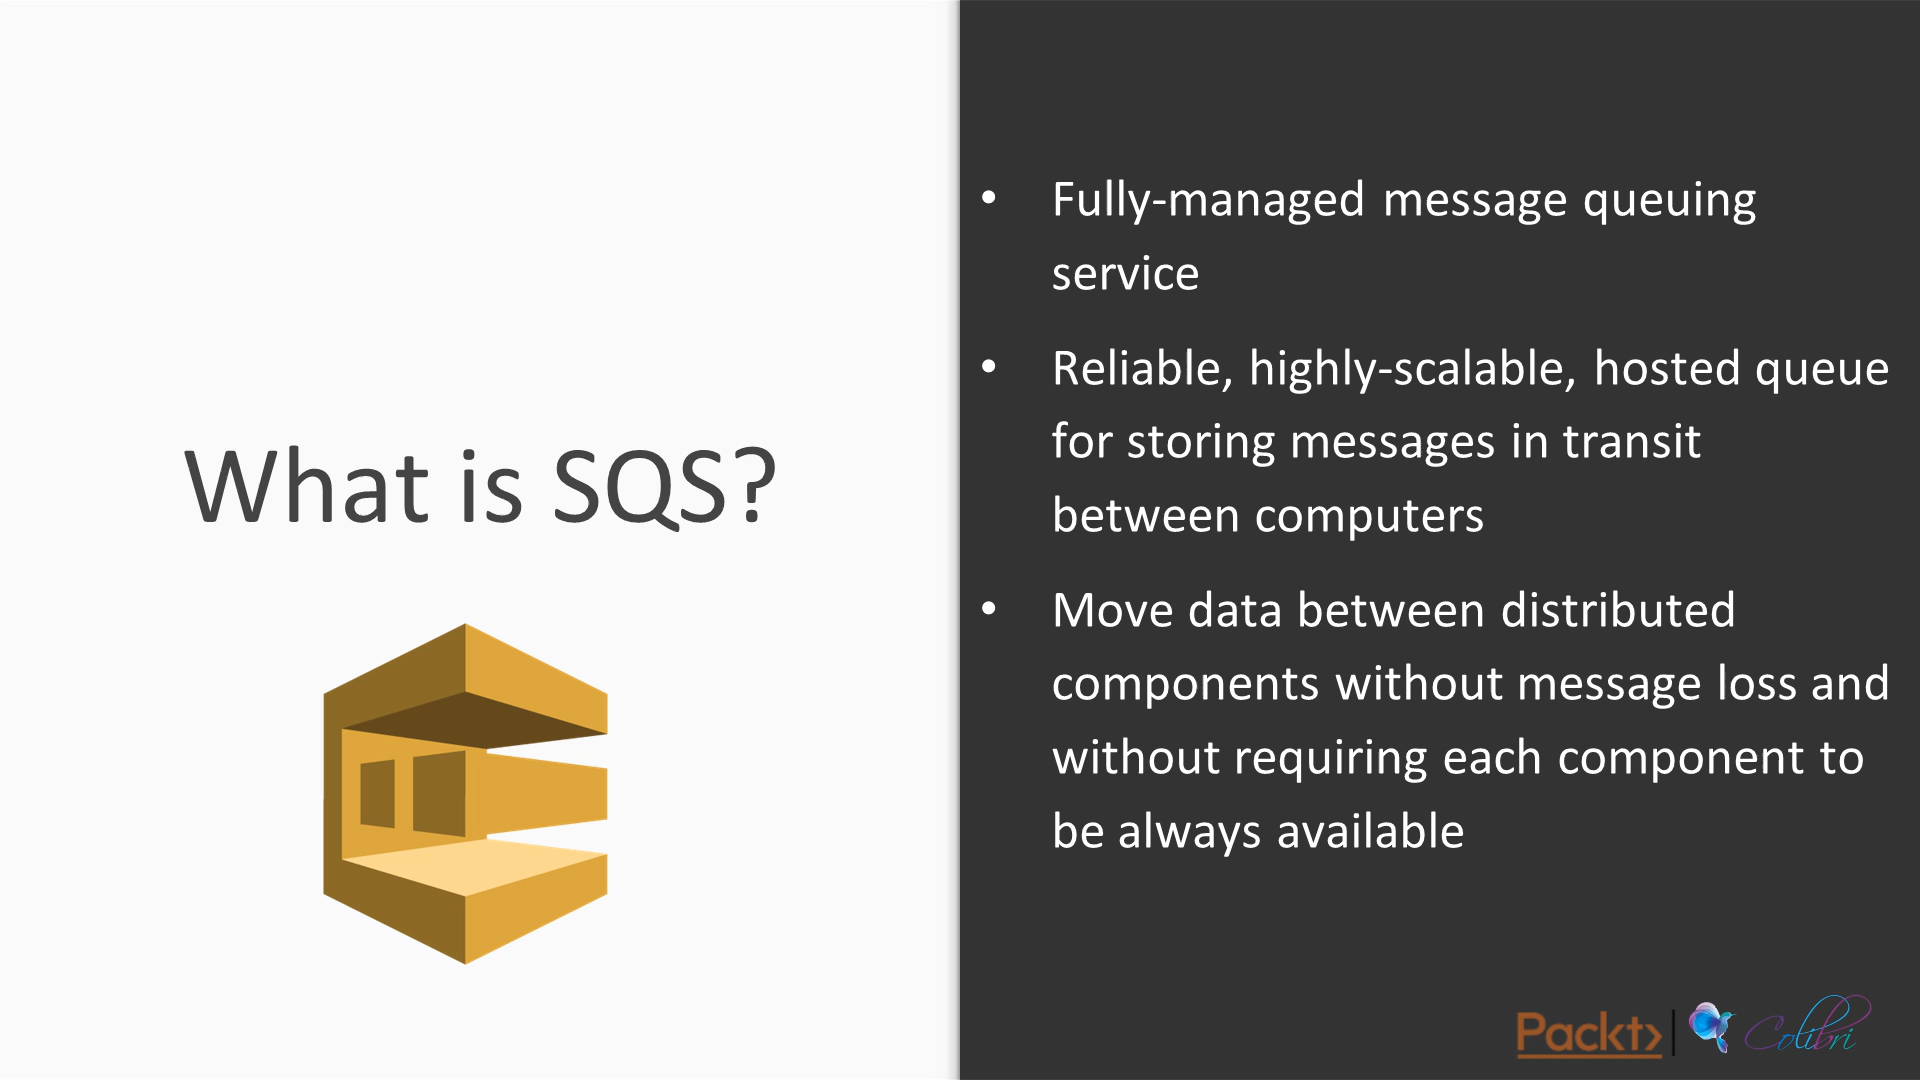 What is SQS?
• Fully-managed message queuing
service
• Reliable, highly-scalable, hosted queue
for storing messages in transit
between computers
• Move data between distributed
components without message loss and
without requiring each component to
be always available
Packt> | Colibri